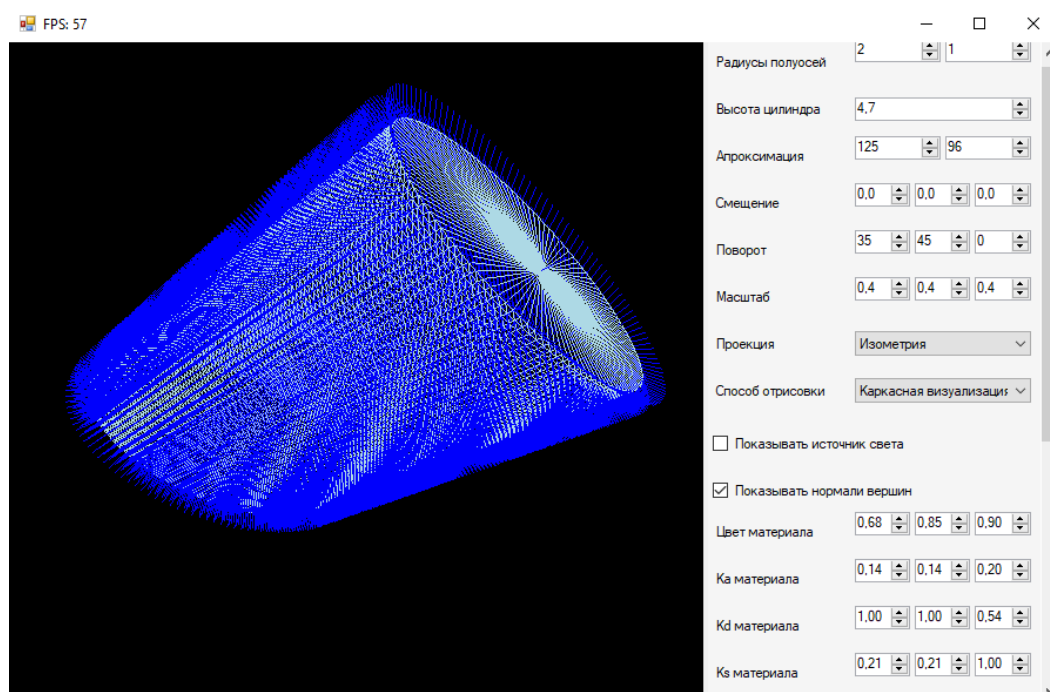 FPS: 57
Радиусы полуосей 2 1
Высота цилиндра 4,7
Апроксимация 125 96
Смещение 0,0 0,0 0,0
Поворот 35 45 0
Масштаб 0,4 0,4 0,4
Проекция Изометрия
Способ отрисовки Каркасная визуализация
Показывать источник света
Показывать нормали вершин
Цвет материала 0,68 0,85 0,90
Ka материала 0,14 0,14 0,20
Kd материала 1,00 1,00 0,54
Ks материала 0,21 0,21 1,00